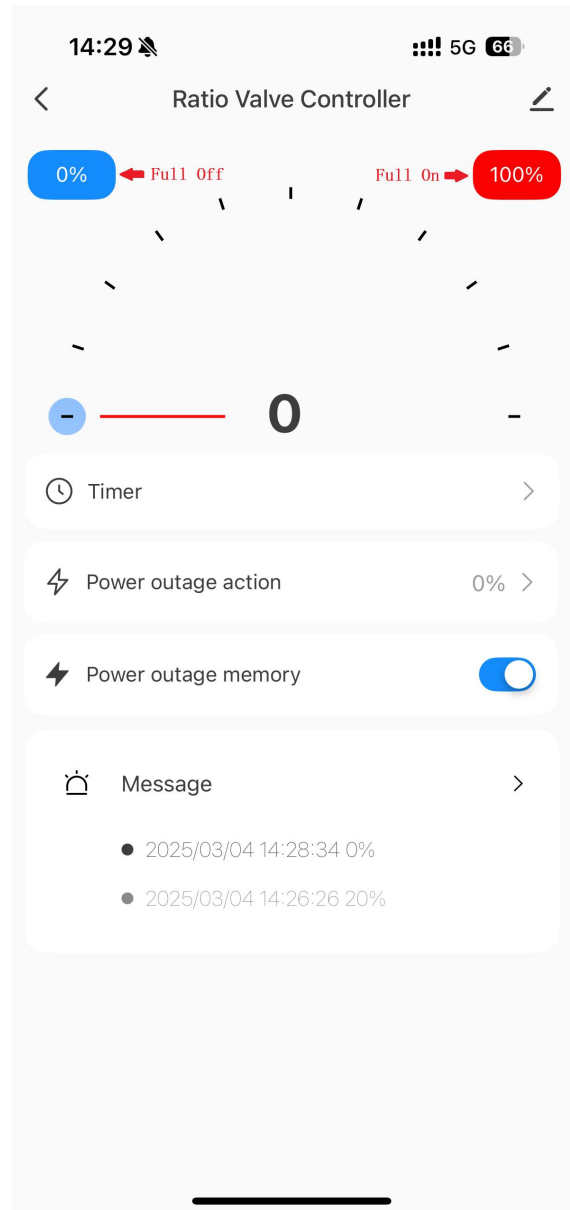 14:29 5G 66
Ratio Valve Controller
0% Full Off Full On 100%
- 0 -
Timer
Power outage action 0%
Power outage memory
Message
2025/03/04 14:28:34 0%
2025/03/04 14:26:26 20%